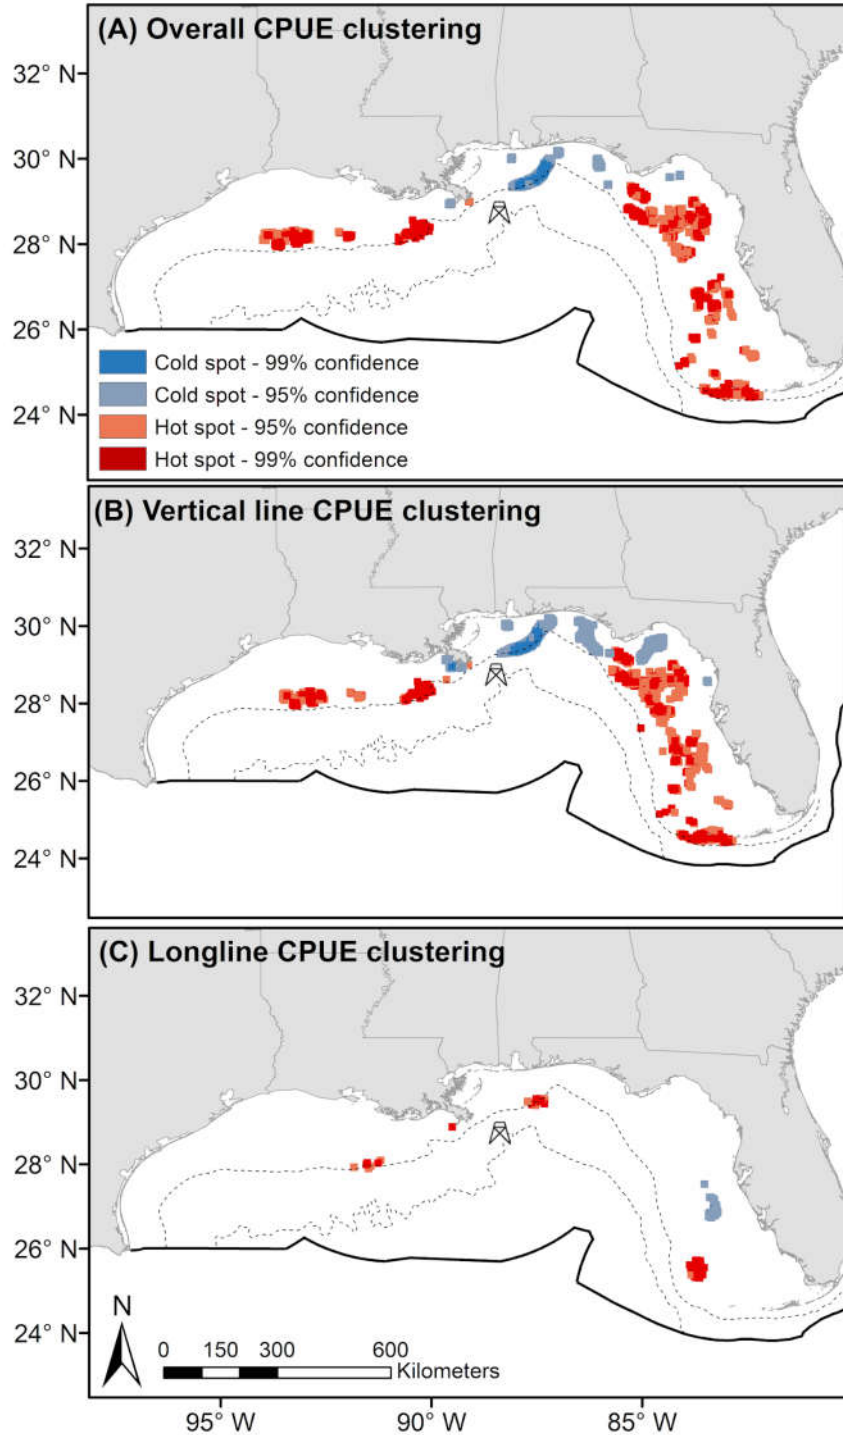 (A) Overall CPUE clustering
32° N
30° N
28° N
26° N
24° N
Cold spot - 99% confidence
Cold spot - 95% confidence
Hot spot - 95% confidence
Hot spot - 99% confidence
(B) Vertical line CPUE clustering
32° N
30° N
28° N
26° N
24° N
(C) Longline CPUE clustering
32° N
30° N
28° N
26° N
24° N
N
0 150 300 600
Kilometers
95° W 90° W 85° W